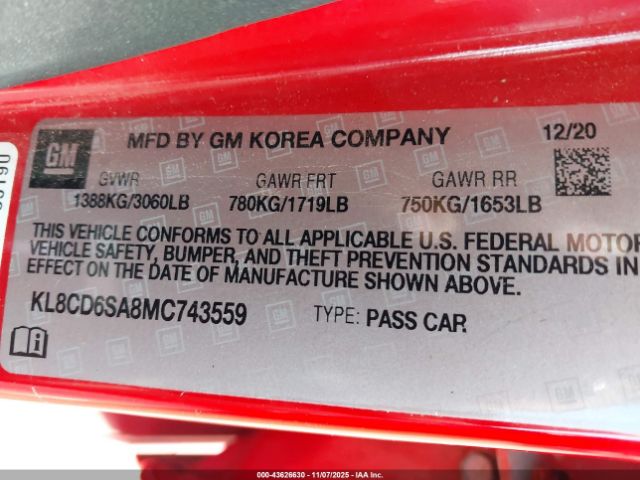 GM
MFD BY GM KOREA COMPANY 12/20
GVWR GAWR FRT GAWR RR
1388KG/3060LB 780KG/1719LB 750KG/1653LB
THIS VEHICLE CONFORMS TO ALL APPLICABLE U.S. FEDERAL MOTOR
VEHICLE SAFETY, BUMPER, AND THEFT PREVENTION STANDARDS IN
EFFECT ON THE DATE OF MANUFACTURE SHOWN ABOVE.
KL8CD6SA8MC743559 TYPE: PASS CAR
000-43626630 - 11/07/2025 - IAA Inc.